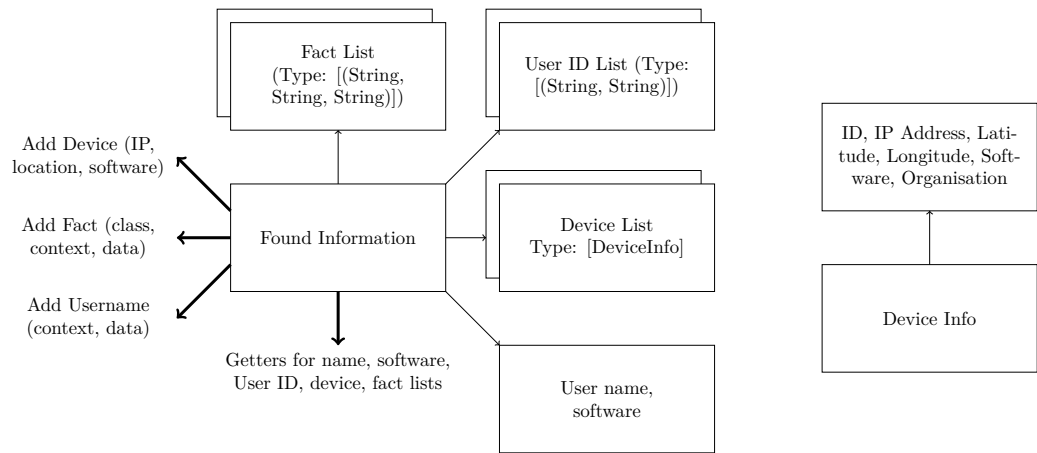 Fact List
(Type: [(String,
String, String)])
User ID List (Type:
[(String, String)])
ID, IP Address, Lati-
tude, Longitude, Soft-
ware, Organisation
Add Device (IP,
location, software)
Add Fact (class,
context, data)
Add Username
(context, data)
Found Information
Device List
Type: [DeviceInfo]
Device Info
Getters for name, software,
User ID, device, fact lists
User name,
software